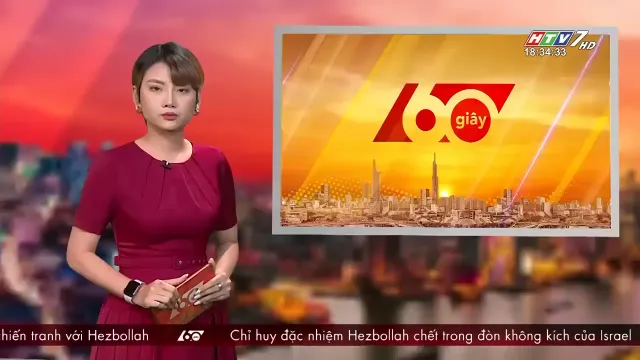 HTV7 HD
18:34:33
60 giây
hiến tranh với Hezbollah 60 Chỉ huy đặc nhiệm Hezbollah chết trong đòn không kích của Israel